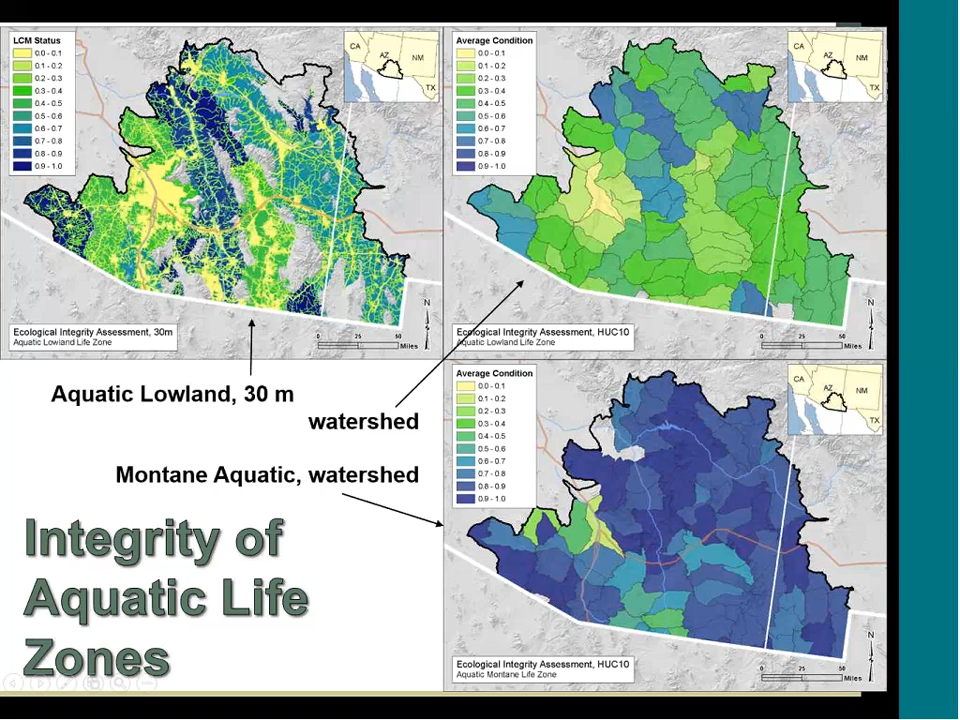 LCM Status
0.0 - 0.1
0.1 - 0.2
0.2 - 0.3
0.3 - 0.4
0.4 - 0.5
0.5 - 0.6
0.6 - 0.7
0.7 - 0.8
0.8 - 0.9
0.9 - 1.0
CA
AZ
NM
TX
Ecological Integrity Assessment, 30m
Aquatic Lowland Life Zone
N
0 25 50
Miles
Average Condition
0.0 - 0.1
0.1 - 0.2
0.2 - 0.3
0.3 - 0.4
0.4 - 0.5
0.5 - 0.6
0.6 - 0.7
0.7 - 0.8
0.8 - 0.9
0.9 - 1.0
CA
AZ
NM
TX
Ecological Integrity Assessment, HUC10
Aquatic Lowland Life Zone
N
0 25 50
Miles
Aquatic Lowland, 30 m
watershed
Montane Aquatic, watershed
Integrity of
Aquatic Life
Zones
Average Condition
0.0 - 0.1
0.1 - 0.2
0.2 - 0.3
0.3 - 0.4
0.4 - 0.5
0.5 - 0.6
0.6 - 0.7
0.7 - 0.8
0.8 - 0.9
0.9 - 1.0
CA
AZ
NM
TX
Ecological Integrity Assessment, HUC10
Aquatic Montane Life Zone
N
0 25 50
Miles